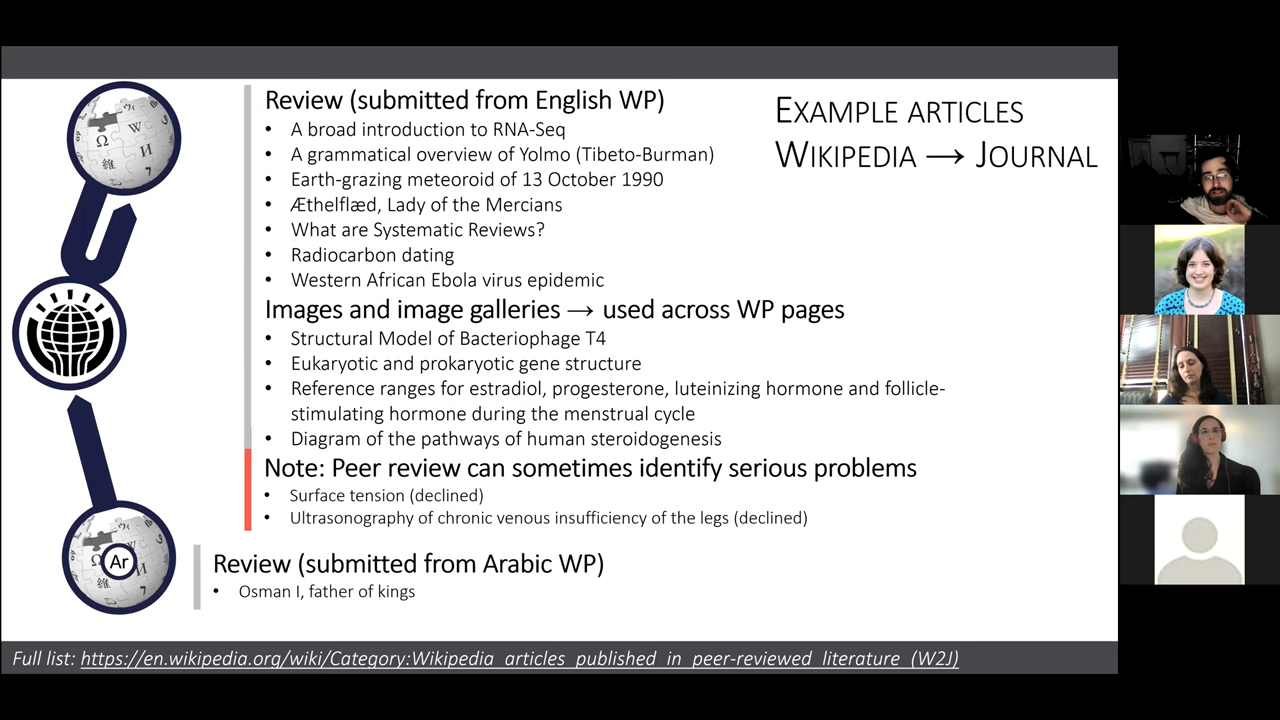 Review (submitted from English WP)
• A broad introduction to RNA-Seq
• A grammatical overview of Yolmo (Tibeto-Burman)
• Earth-grazing meteoroid of 13 October 1990
• Æthelflæd, Lady of the Mercians
• What are Systematic Reviews?
• Radiocarbon dating
• Western African Ebola virus epidemic
Images and image galleries → used across WP pages
• Structural Model of Bacteriophage T4
• Eukaryotic and prokaryotic gene structure
• Reference ranges for estradiol, progesterone, luteinizing hormone and follicle-
stimulating hormone during the menstrual cycle
• Diagram of the pathways of human steroidogenesis
Note: Peer review can sometimes identify serious problems
• Surface tension (declined)
• Ultrasonography of chronic venous insufficiency of the legs (declined)
Ar
Review (submitted from Arabic WP)
• Osman I, father of kings
EXAMPLE ARTICLES
WIKIPEDIA → JOURNAL
Full list: https://en.wikipedia.org/wiki/Category:Wikipedia_articles_published_in_peer-reviewed_literature_(W2J)